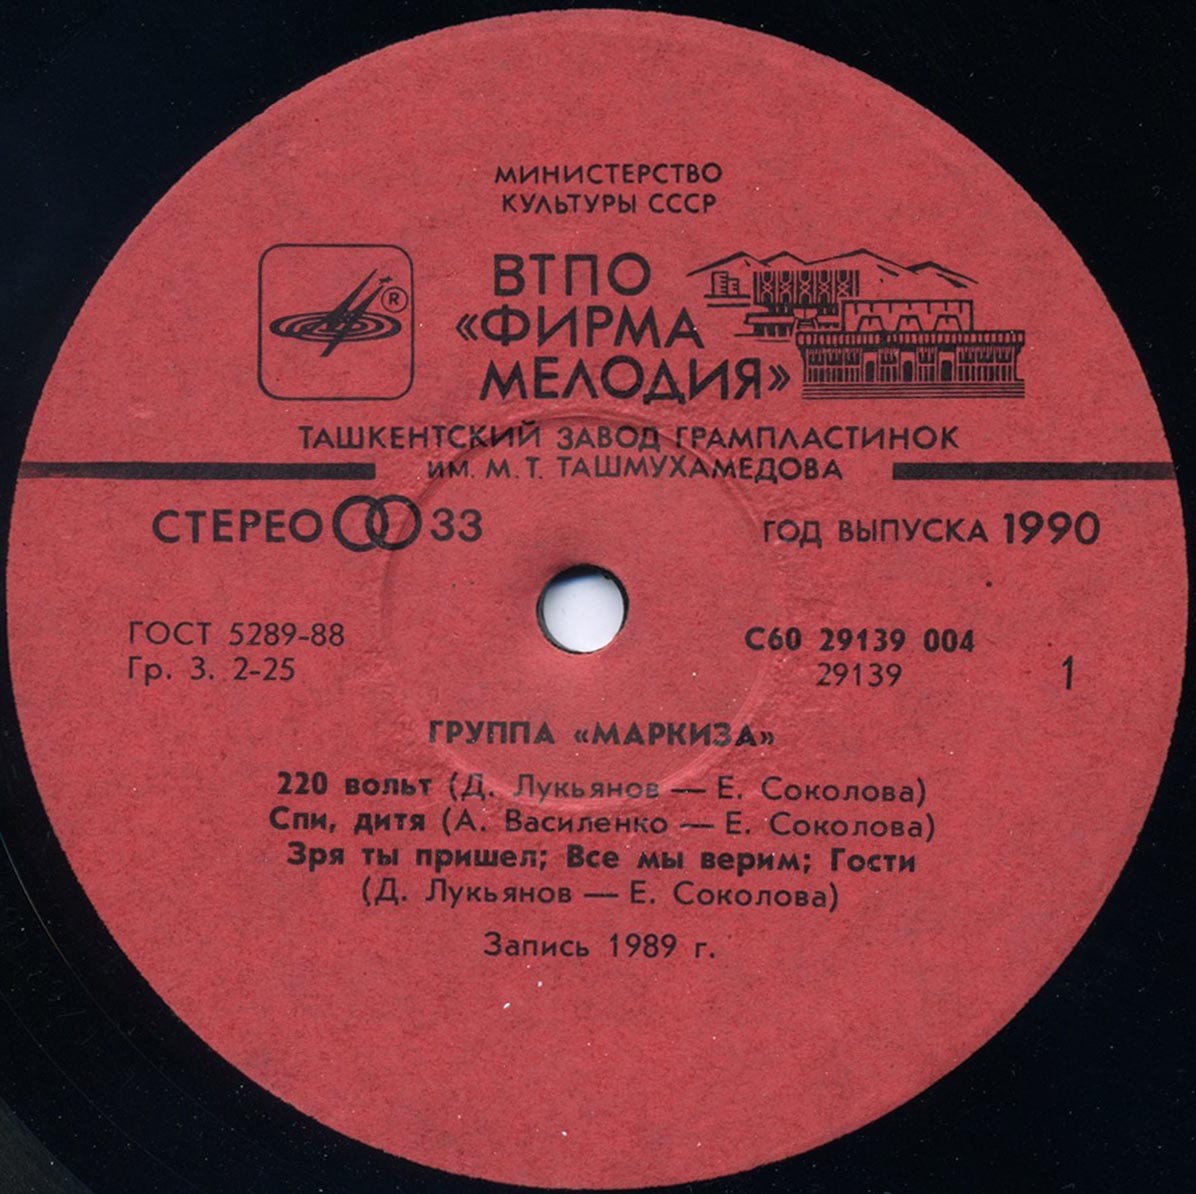 МИНИСТЕРСТВО
КУЛЬТУРЫ СССР
ВТПО
«ФИРМА
МЕЛОДИЯ»
®
ТАШКЕНТСКИЙ ЗАВОД ГРАМПЛАСТИНОК
ИМ. М. Т. ТАШМУХАМЕДОВА
СТЕРЕО 33
ГОД ВЫПУСКА 1990
ГОСТ 5289-88
Гр. 3. 2-25
С60 29139 004
29139
1
ГРУППА «МАРКИЗА»
220 вольт (Д. Лукьянов — Е. Соколова)
Спи, дитя (А. Василенко — Е. Соколова)
Зря ты пришел; Все мы верим; Гости
(Д. Лукьянов — Е. Соколова)
Запись 1989 г.